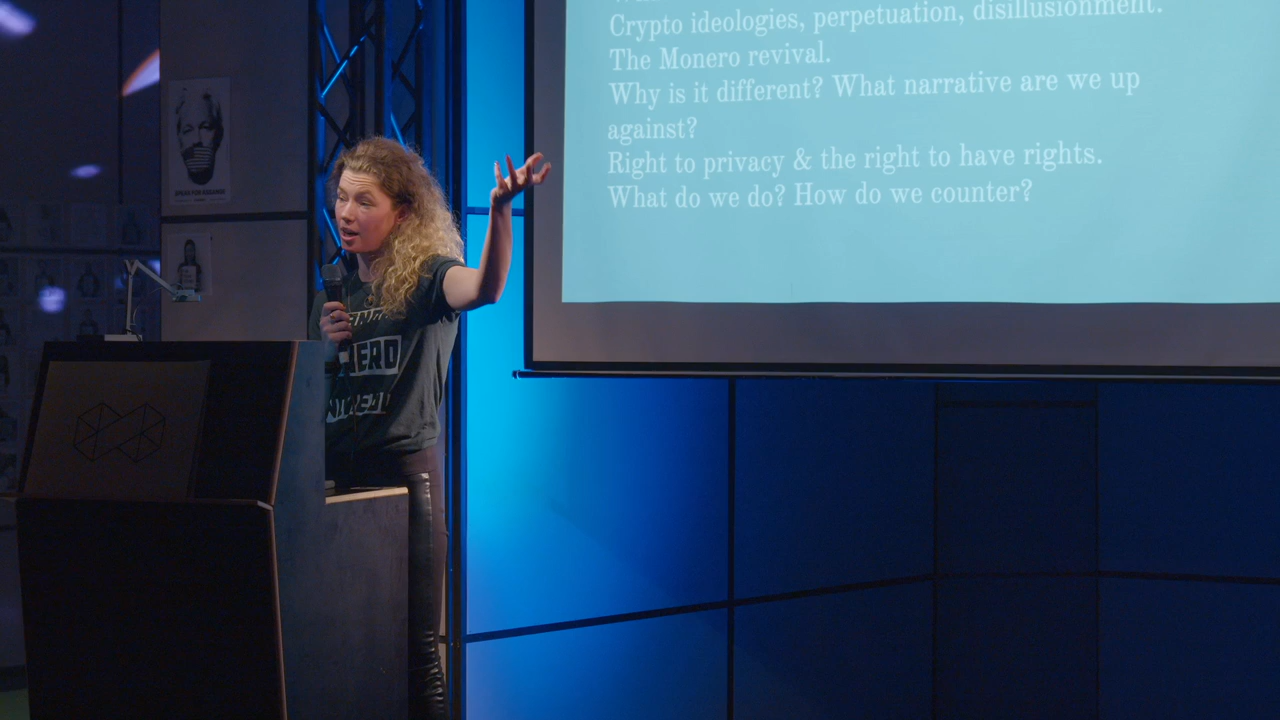 Crypto ideologies, perpetuation, disillusionment.
The Monero revival.
Why is it different? What narrative are we up
against?
Right to privacy & the right to have rights.
What do we do? How do we counter?